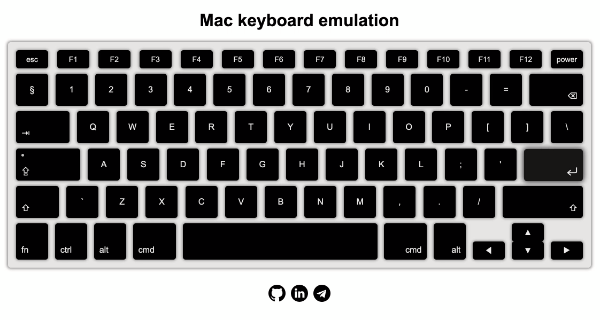 Mac keyboard emulation
esc F1 F2 F3 F4 F5 F6 F7 F8 F9 F10 F11 F12 power
§ 1 2 3 4 5 6 7 8 9 0 - = ⌫
⇥ Q W E R T Y U I O P [ ] \
⇪ A S D F G H J K L ; ' ↵
⇧ ` Z X C V B N M , . / ⇧
fn ctrl alt cmd cmd alt ◀ ▲ ▼ ▶
in